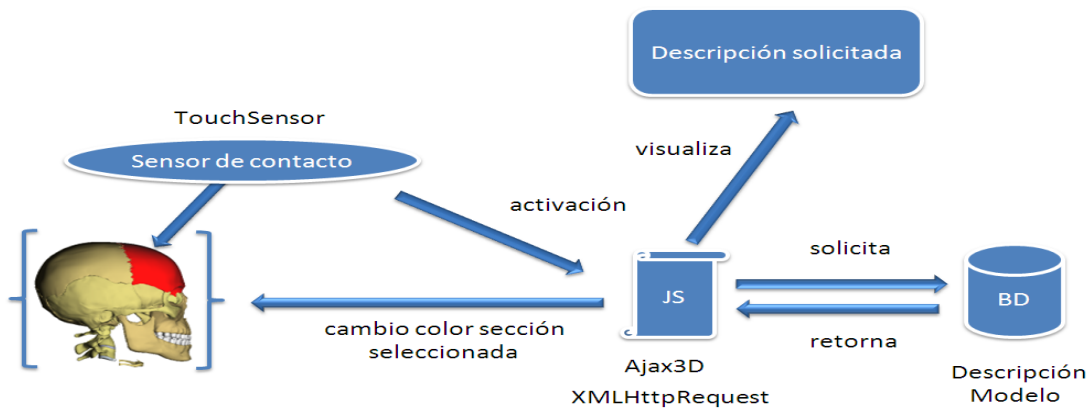 Descripción solicitada
TouchSensor
Sensor de contacto
visualiza
activación
solicita
JS
BD
cambio color sección
seleccionada
retorna
Ajax3D
XMLHttpRequest
Descripción
Modelo